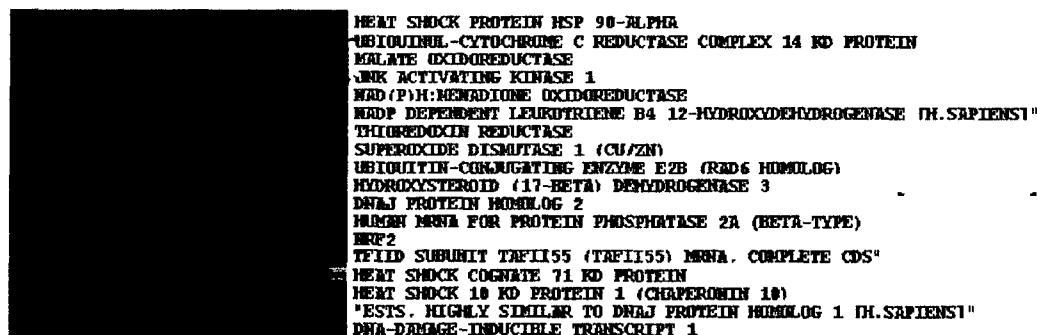 HEAT SHOCK PROTEIN HSP 90-ALPHA
UBIQUINOL-CYTOCHROME C REDUCTASE COMPLEX 14 KD PROTEIN
MALATE OXIDOREDUCTASE
JNK ACTIVATING KINASE 1
NAD(P)H:MENADIONE OXIDOREDUCTASE
NADP DEPENDENT LEUKOTRIENE B4 12-HYDROXYDEHYDROGENASE [H.SAPIENS]"
THIOREDOXIN REDUCTASE
SUPEROXIDE DISMUTASE 1 (CU/ZN)
UBIQUITIN-CONJUGATING ENZYME E2B (RAD6 HOMOLOG)
HYDROXYSTEROID (17-BETA) DEHYDROGENASE 3
DNAJ PROTEIN HOMOLOG 2
HUMAN MRNA FOR PROTEIN PHOSPHATASE 2A (BETA-TYPE)
NRF2
TFIID SUBUNIT TAFII55 (TAFII55) MRNA, COMPLETE CDS"
HEAT SHOCK COGNATE 71 KD PROTEIN
HEAT SHOCK 10 KD PROTEIN 1 (CHAPERONIN 10)
"ESTS, HIGHLY SIMILAR TO DNAJ PROTEIN HOMOLOG 1 [H.SAPIENS]"
DNA-DAMAGE-INDUCIBLE TRANSCRIPT 1